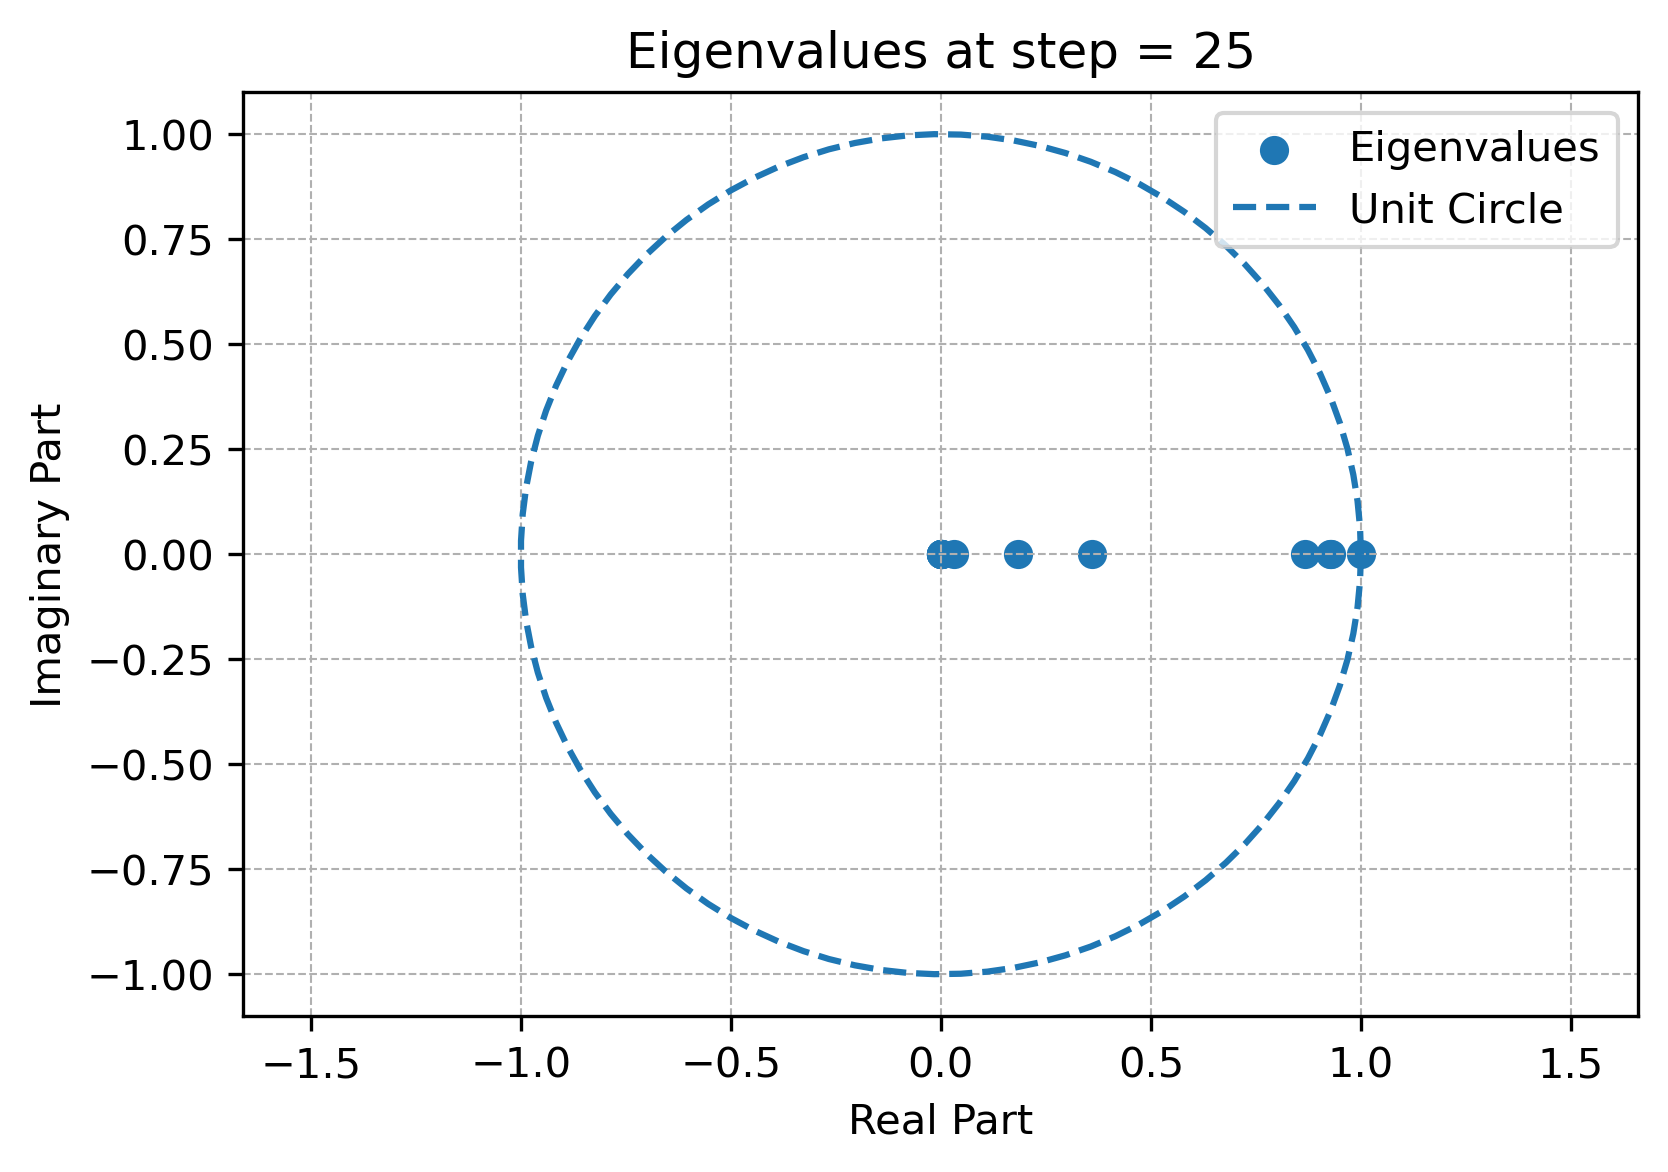 Eigenvalues at step = 25
Eigenvalues
Unit Circle
1.00
0.75
0.50
0.25
0.00
−0.25
−0.50
−0.75
−1.00
Imaginary Part
−1.5 −1.0 −0.5 0.0 0.5 1.0 1.5
Real Part